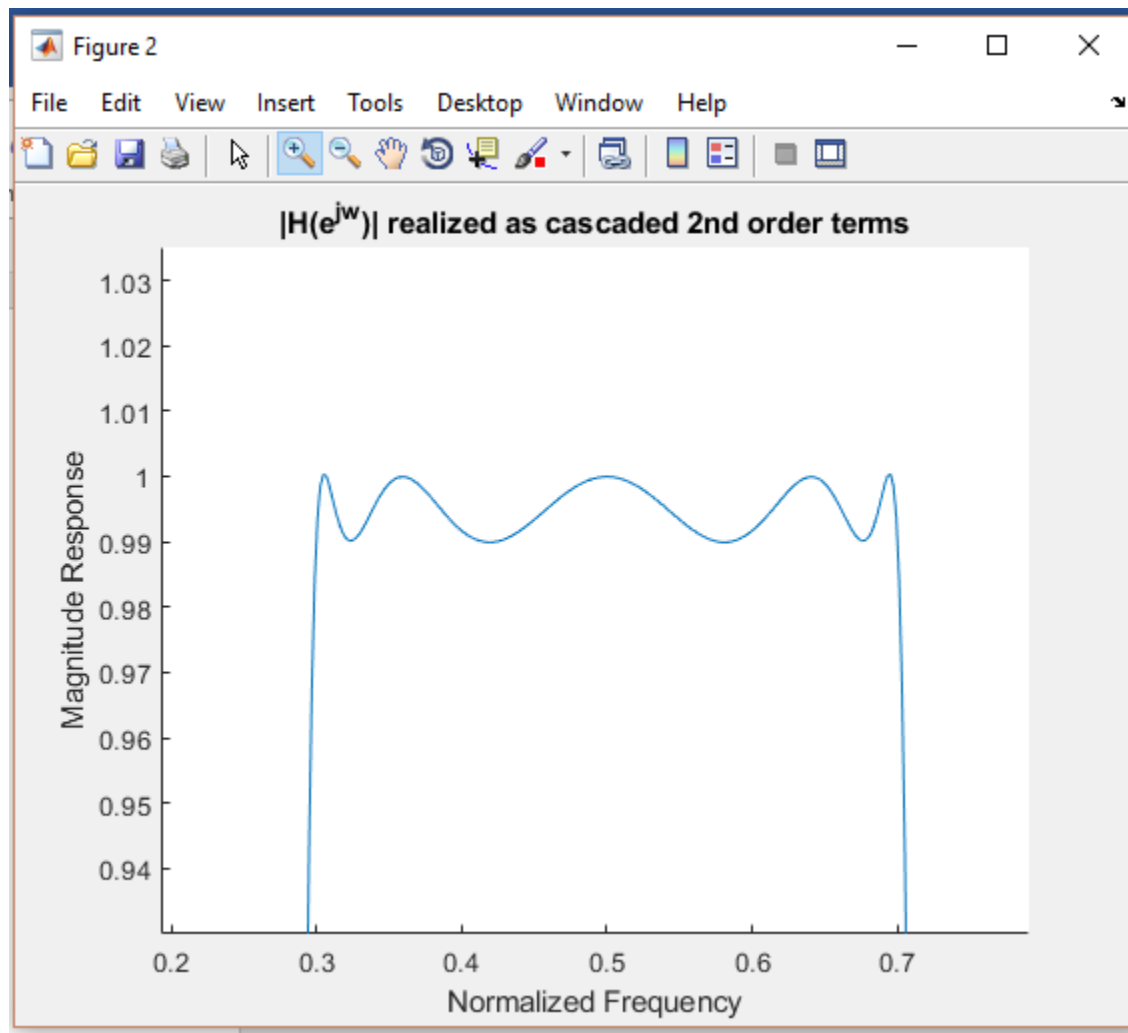 Figure 2
File Edit View Insert Tools Desktop Window Help
|H(e^jw)| realized as cascaded 2nd order terms
1.03
1.02
1.01
1
0.99
0.98
0.97
0.96
0.95
0.94
Magnitude Response
0.2 0.3 0.4 0.5 0.6 0.7
Normalized Frequency